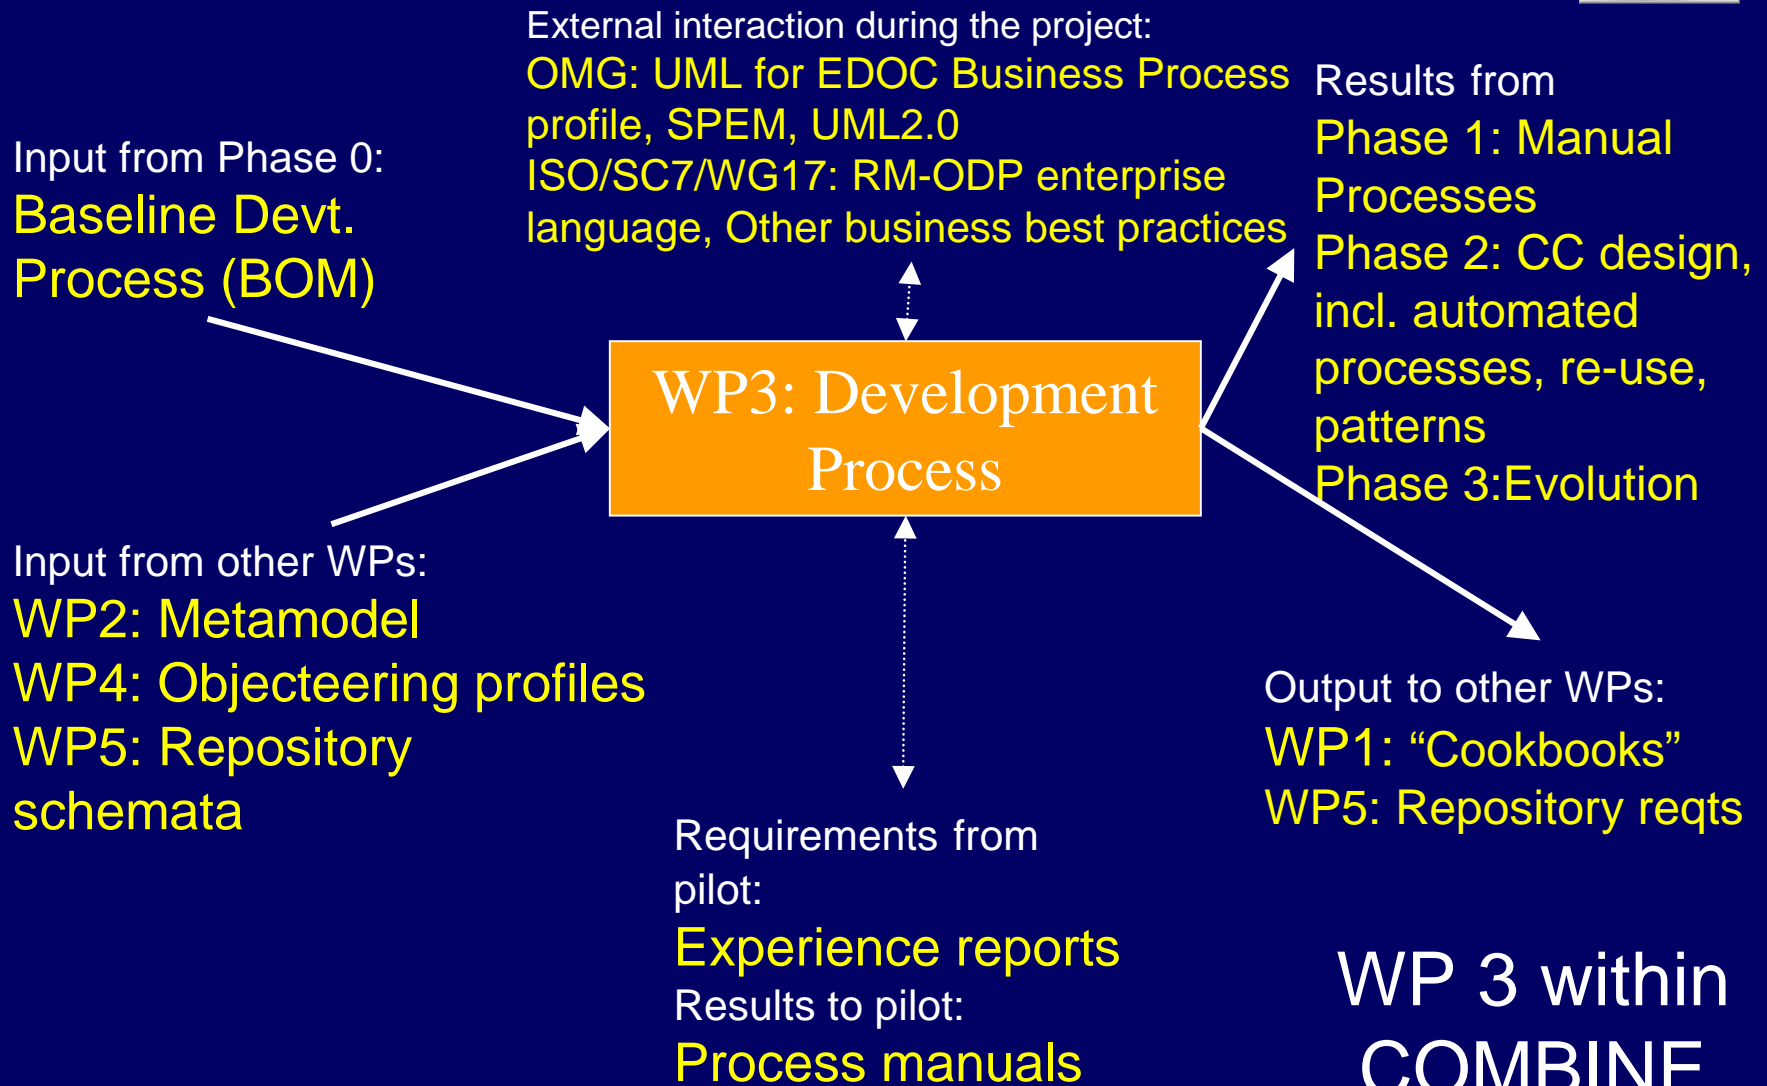 External interaction during the project:
OMG: UML for EDOC Business Process
profile, SPEM, UML2.0
ISO/SC7/WG17: RM-ODP enterprise
language, Other business best practices
Input from Phase 0:
Baseline Devt.
Process (BOM)
Results from
Phase 1: Manual
Processes
Phase 2: CC design,
incl. automated
processes, re-use,
patterns
Phase 3:Evolution
WP3: Development
Process
Input from other WPs:
WP2: Metamodel
WP4: Objecteering profiles
WP5: Repository
schemata
Output to other WPs:
WP1: “Cookbooks”
WP5: Repository reqts
Requirements from
pilot:
Experience reports
Results to pilot:
Process manuals
WP 3 within
COMBINE